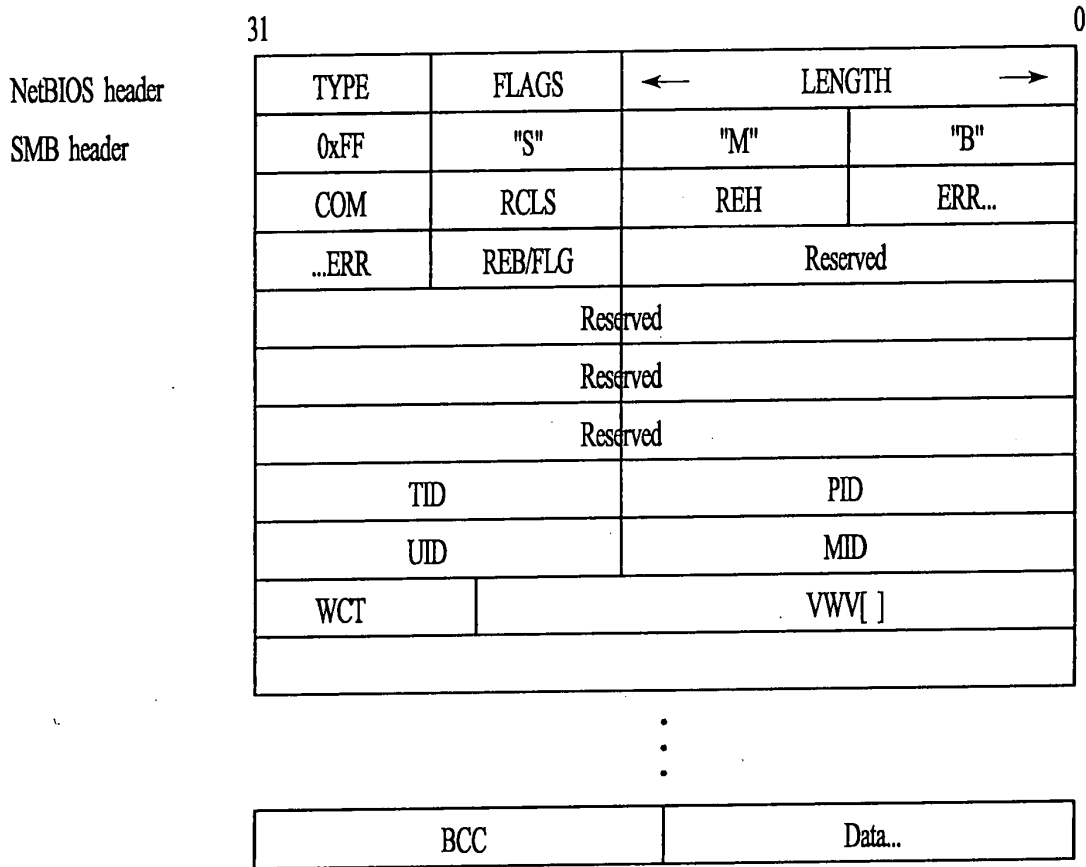 31 0
NetBIOS header TYPE FLAGS ← LENGTH →
SMB header 0xFF "S" "M" "B"
COM RCLS REH ERR...
...ERR REB/FLG Reserved
Reserved
Reserved
Reserved
TID PID
UID MID
WCT VWV[ ]
BCC Data...